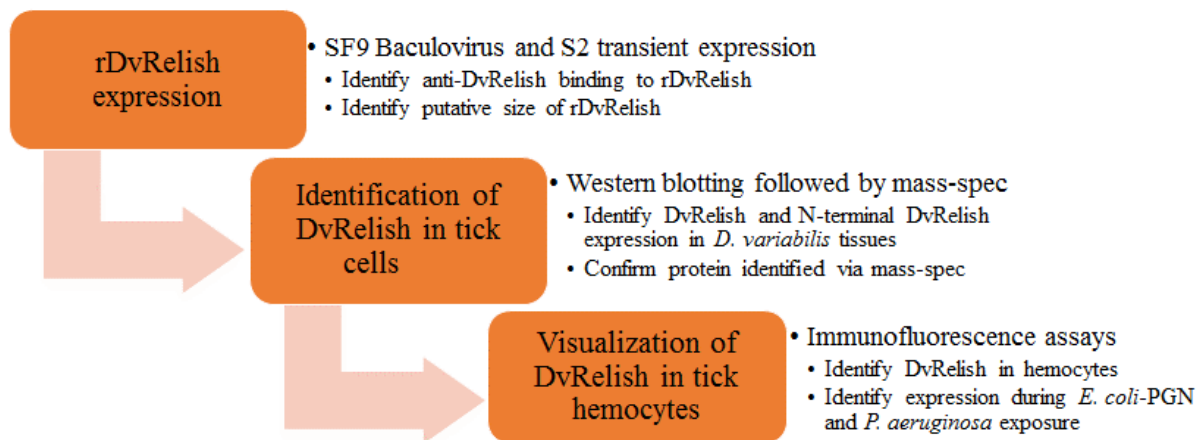 rDvRelish
expression
• SF9 Baculovirus and S2 transient expression
• Identify anti-DvRelish binding to rDvRelish
• Identify putative size of rDvRelish
Identification of
DvRelish in tick
cells
• Western blotting followed by mass-spec
• Identify DvRelish and N-terminal DvRelish
expression in D. variabilis tissues
• Confirm protein identified via mass-spec
Visualization of
DvRelish in tick
hemocytes
• Immunofluorescence assays
• Identify DvRelish in hemocytes
• Identify expression during E. coli-PGN
and P. aeruginosa exposure